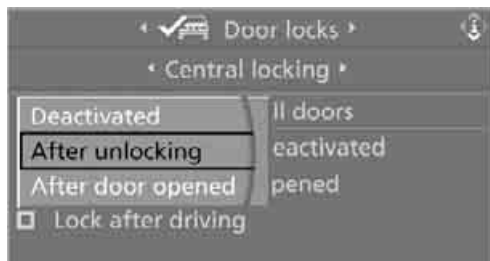 Door locks
Central locking
Deactivated ll doors
After unlocking eactivated
After door opened pened
Lock after driving